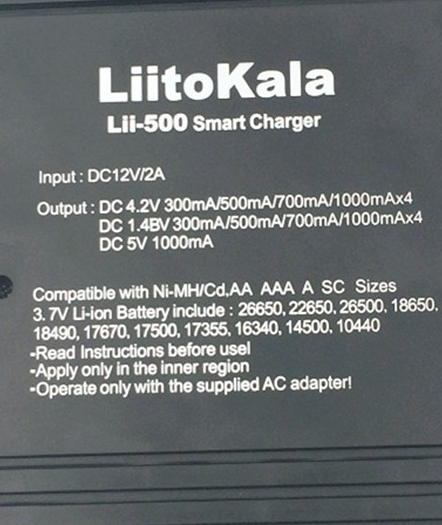 LiitoKala
Lii-500 Smart Charger
Input : DC12V/2A
Output : DC 4.2V 300mA/500mA/700mA/1000mAx4
DC 1.4BV 300mA/500mA/700mA/1000mAx4
DC 5V 1000mA
Compatible with Ni-MH/Cd,AA AAA A SC Sizes
3.7V Li-ion Battery include : 26650, 22650, 26500, 18650,
18490, 17670, 17500, 17355, 16340, 14500, 10440
-Read Instructions before usel
-Apply only in the inner region
-Operate only with the supplied AC adapter!